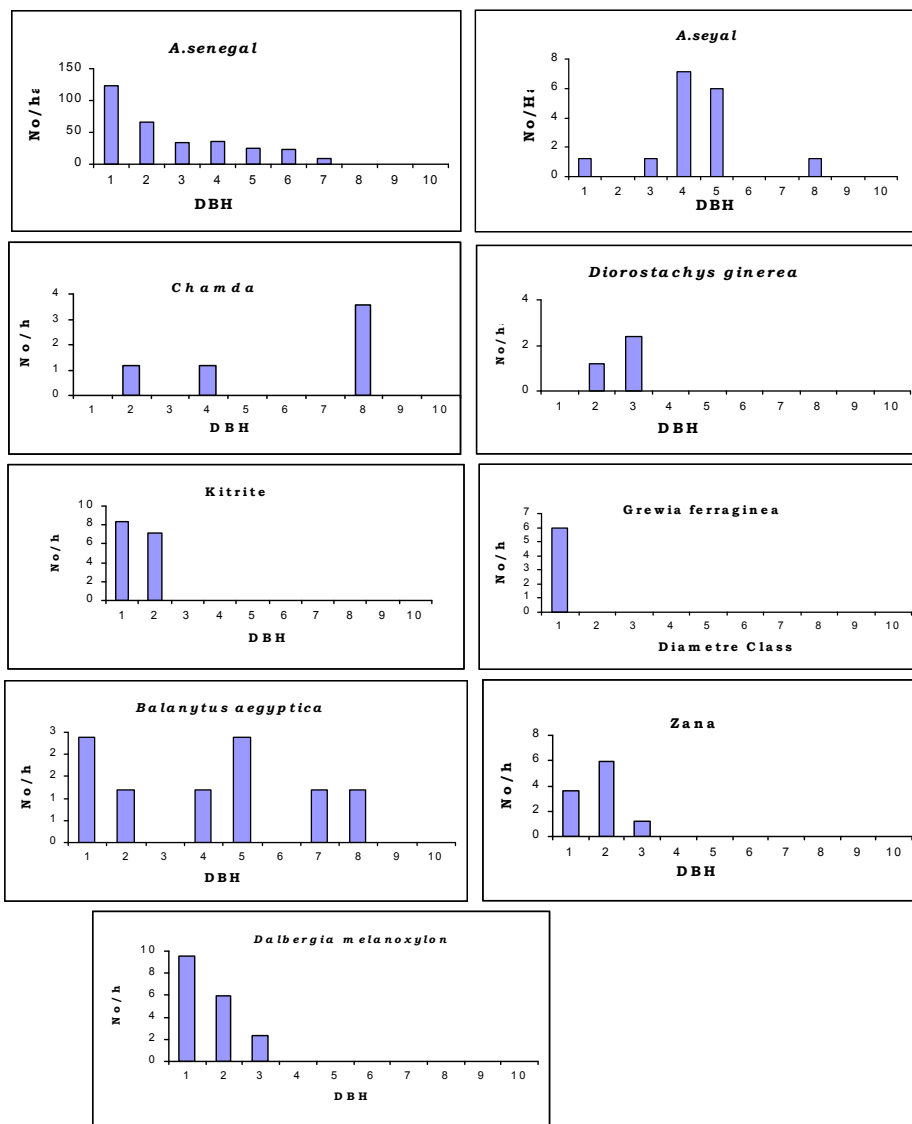 A.senegal
No/ha
150
100
50
0
1 2 3 4 5 6 7 8 9 10
DBH
A.seyal
No/Ha
8
6
4
2
0
1 2 3 4 5 6 7 8 9 10
DBH
Chamda
No/h
4
3
2
1
0
1 2 3 4 5 6 7 8 9 10
DBH
Diorostachys ginerea
No/h
4
2
0
1 2 3 4 5 6 7 8 9 10
DBH
Kitrite
No/h
10
8
6
4
2
0
1 2 3 4 5 6 7 8 9 10
DBH
Grewia ferraginea
No/h
7
6
5
4
3
2
1
0
1 2 3 4 5 6 7 8 9 10
Diametre Class
Balanytus aegyptica
No/h
3
2
2
1
1
0
1 2 3 4 5 6 7 8 9 10
DBH
Zana
No/h
8
6
4
2
0
1 2 3 4 5 6 7 8 9 10
DBH
Dalbergia melanoxylon
No/h
10
8
6
4
2
0
1 2 3 4 5 6 7 8 9 10
DBH